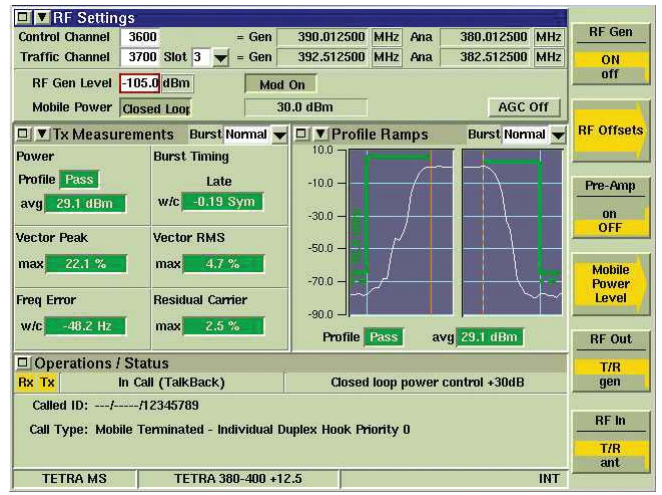 RF Settings
Control Channel 3600 = Gen 390.012500 MHz Ana 380.012500 MHz
Traffic Channel 3700 Slot 3 = Gen 392.512500 MHz Ana 382.512500 MHz
RF Gen Level -105.0 dBm Mod On
Mobile Power Closed Loop 30.0 dBm AGC Off
Tx Measurements Burst Normal
Power
Profile Pass
avg 29.1 dBm
Burst Timing
Late
w/c -0.19 Sym
Vector Peak
max 22.1 %
Vector RMS
max 4.7 %
Freq Error
w/c -48.2 Hz
Residual Carrier
max 2.5 %
Profile Ramps Burst Normal
10.0
-10.0
-30.0
-50.0
-70.0
-90.0
Profile Pass avg 29.1 dBm
Operations / Status
Rx Tx In Call (TalkBack) Closed loop power control +30dB
Called ID: ---/-----/12345789
Call Type: Mobile Terminated - Individual Duplex Hook Priority 0
TETRA MS TETRA 380-400 +12.5 INT
RF Gen
ON
off
RF Offsets
Pre-Amp
on
OFF
Mobile
Power
Level
RF Out
T/R
gen
RF In
T/R
ant